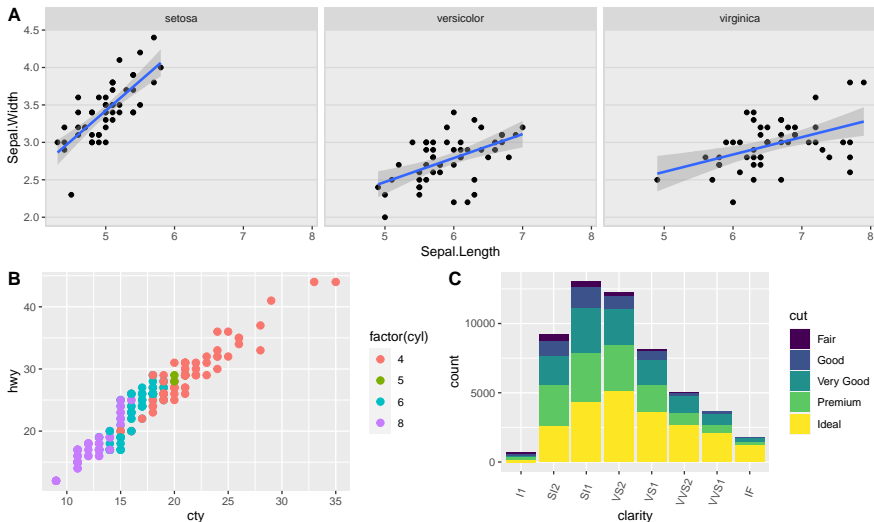 A
setosa
versicolor
virginica
Sepal.Width
4.5
4.0
3.5
3.0
2.5
2.0
5 6 7 8
5 6 7 8
5 6 7 8
Sepal.Length
B
hwy
40
30
20
10 15 20 25 30 35
cty
factor(cyl)
4
5
6
8
C
count
10000
5000
0
I1 SI2 SI1 VS2 VS1 VVS2 VVS1 IF
clarity
cut
Fair
Good
Very Good
Premium
Ideal